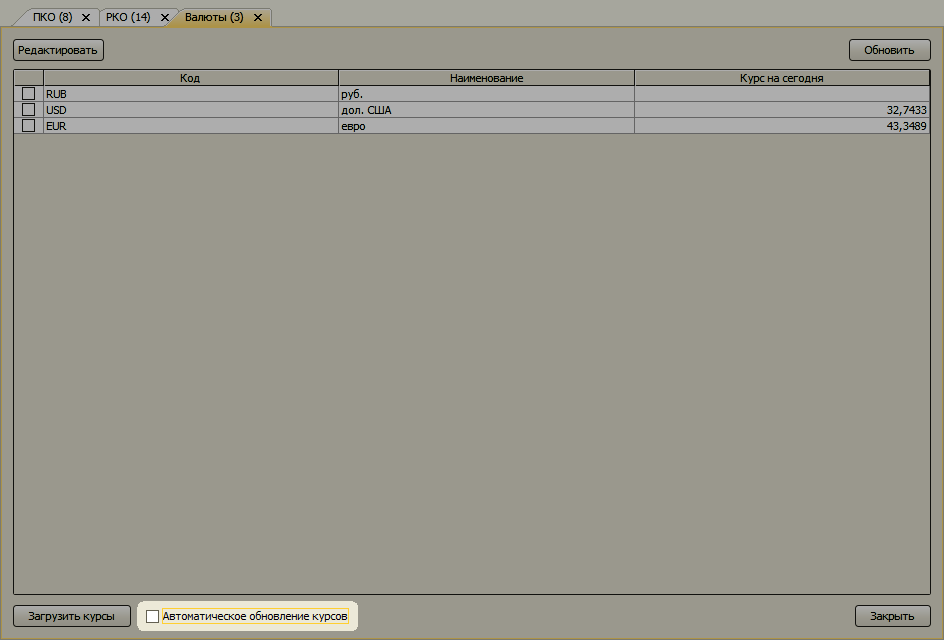 ПКО (8) РКО (14) Валюты (3)
Редактировать Обновить
Код Наименование Курс на сегодня
RUB руб.
USD дол. США 32,7433
EUR евро 43,3489
Загрузить курсы Автоматическое обновление курсов Закрыть